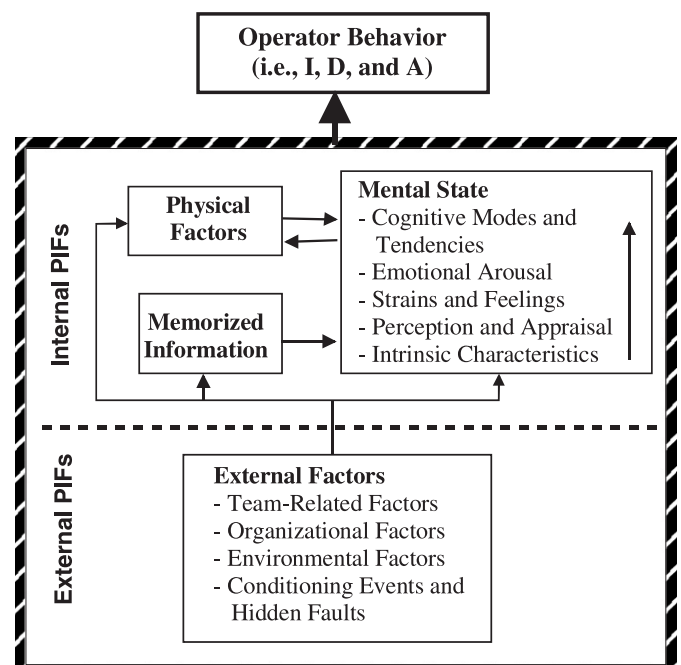 Operator Behavior
(i.e., I, D, and A)
Internal PIFs
Physical
Factors
Mental State
- Cognitive Modes and
Tendencies
- Emotional Arousal
- Strains and Feelings
- Perception and Appraisal
- Intrinsic Characteristics
Memorized
Information
External PIFs
External Factors
- Team-Related Factors
- Organizational Factors
- Environmental Factors
- Conditioning Events and
Hidden Faults